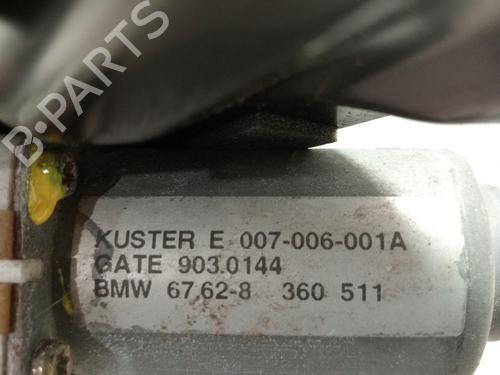 B-PARTS
KUSTER E 007-006-001A
GATE 903.0144
BMW 67.62-8 360 511